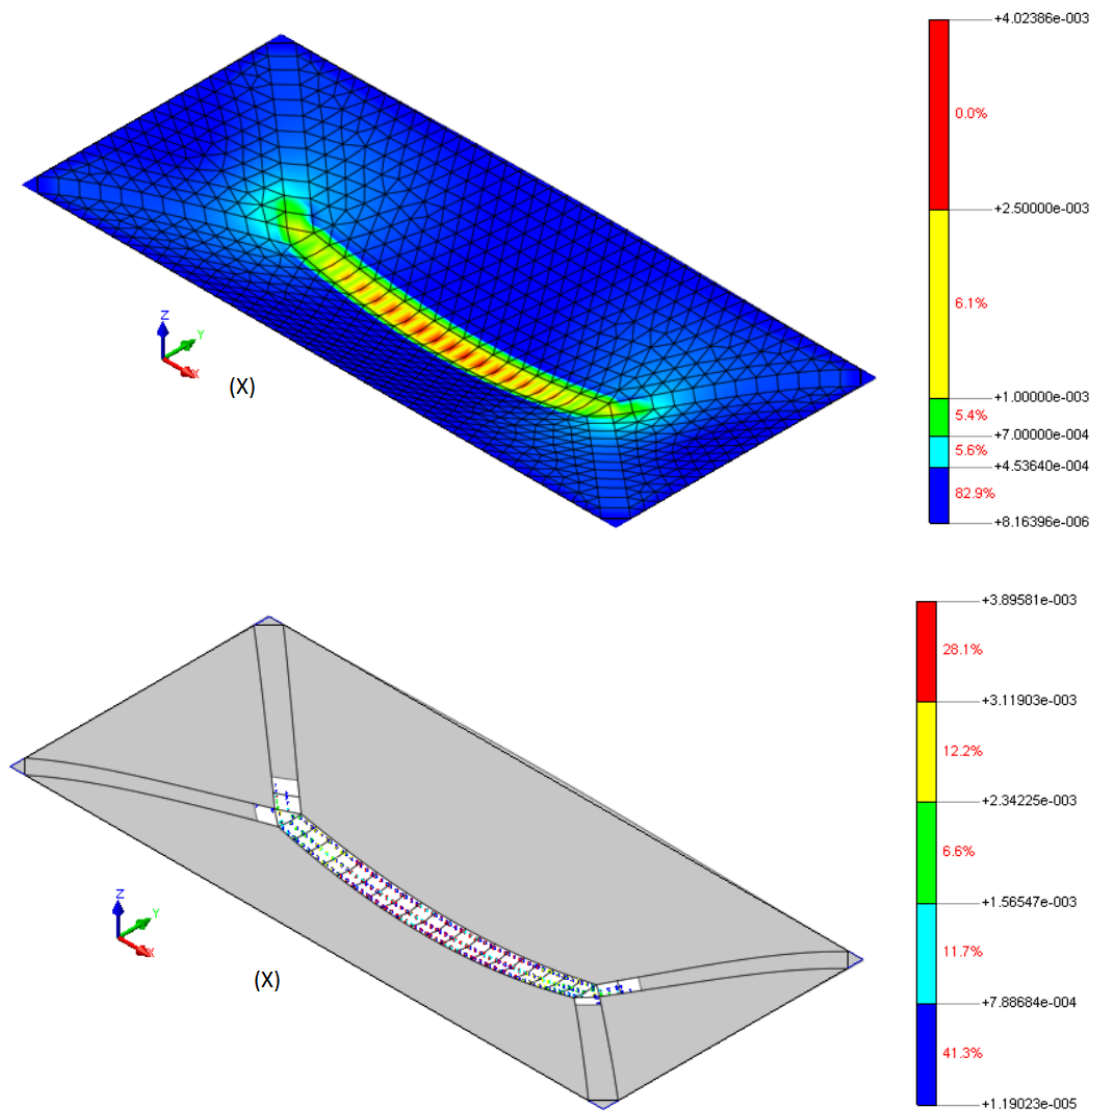 +4.02386e-003
0.0%
+2.50000e-003
6.1%
+1.00000e-003
5.4%
+7.00000e-004
5.6%
+4.53640e-004
82.9%
+8.16396e-006
Z
Y
X
(X)
+3.89581e-003
28.1%
+3.11903e-003
12.2%
+2.34225e-003
6.6%
+1.56547e-003
11.7%
+7.88684e-004
41.3%
+1.19023e-005
Z
Y
X
(X)